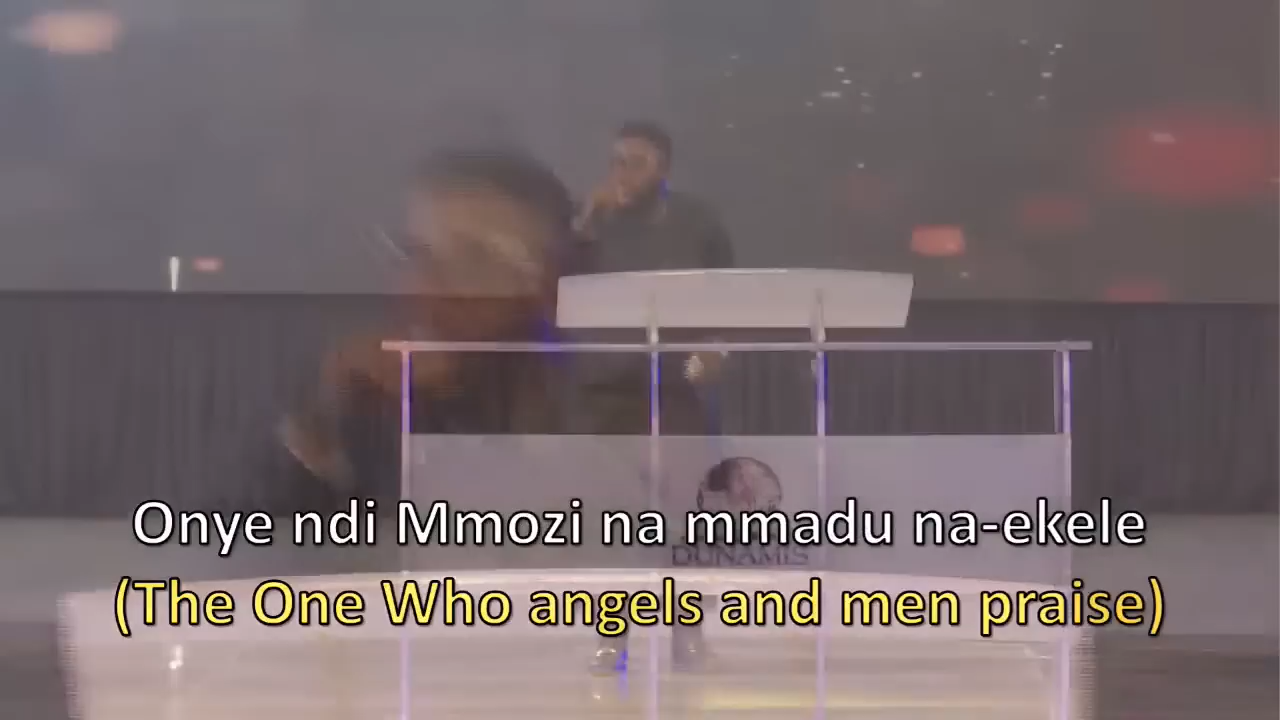 Onye ndi Mmozi na mmadu na-ekele
DUNAMIS
(The One Who angels and men praise)